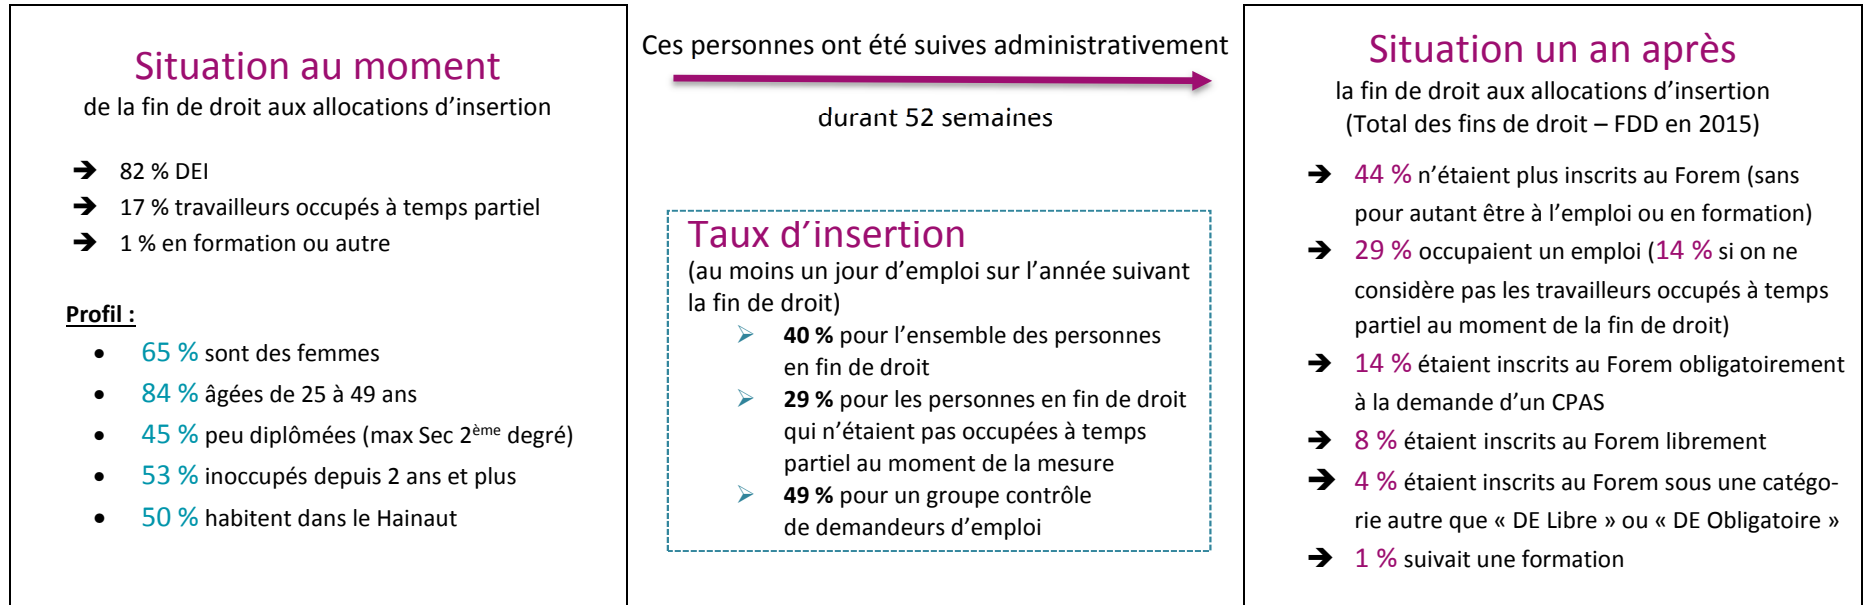 Situation au moment
de la fin de droit aux allocations d’insertion
➔ 82 % DEI
➔ 17 % travailleurs occupés à temps partiel
➔ 1 % en formation ou autre
Profil :
• 65 % sont des femmes
• 84 % âgées de 25 à 49 ans
• 45 % peu diplômées (max Sec 2ème degré)
• 53 % inoccupés depuis 2 ans et plus
• 50 % habitent dans le Hainaut
Ces personnes ont été suives administrativement
durant 52 semaines
Taux d’insertion
(au moins un jour d’emploi sur l’année suivant
la fin de droit)
➢ 40 % pour l’ensemble des personnes
en fin de droit
➢ 29 % pour les personnes en fin de droit
qui n’étaient pas occupées à temps
partiel au moment de la mesure
➢ 49 % pour un groupe contrôle
de demandeurs d’emploi
Situation un an après
la fin de droit aux allocations d’insertion
(Total des fins de droit – FDD en 2015)
➔ 44 % n’étaient plus inscrits au Forem (sans
pour autant être à l’emploi ou en formation)
➔ 29 % occupaient un emploi (14 % si on ne
considère pas les travailleurs occupés à temps
partiel au moment de la fin de droit)
➔ 14 % étaient inscrits au Forem obligatoirement
à la demande d’un CPAS
➔ 8 % étaient inscrits au Forem librement
➔ 4 % étaient inscrits au Forem sous une catégo-
rie autre que « DE Libre » ou « DE Obligatoire »
➔ 1 % suivait une formation